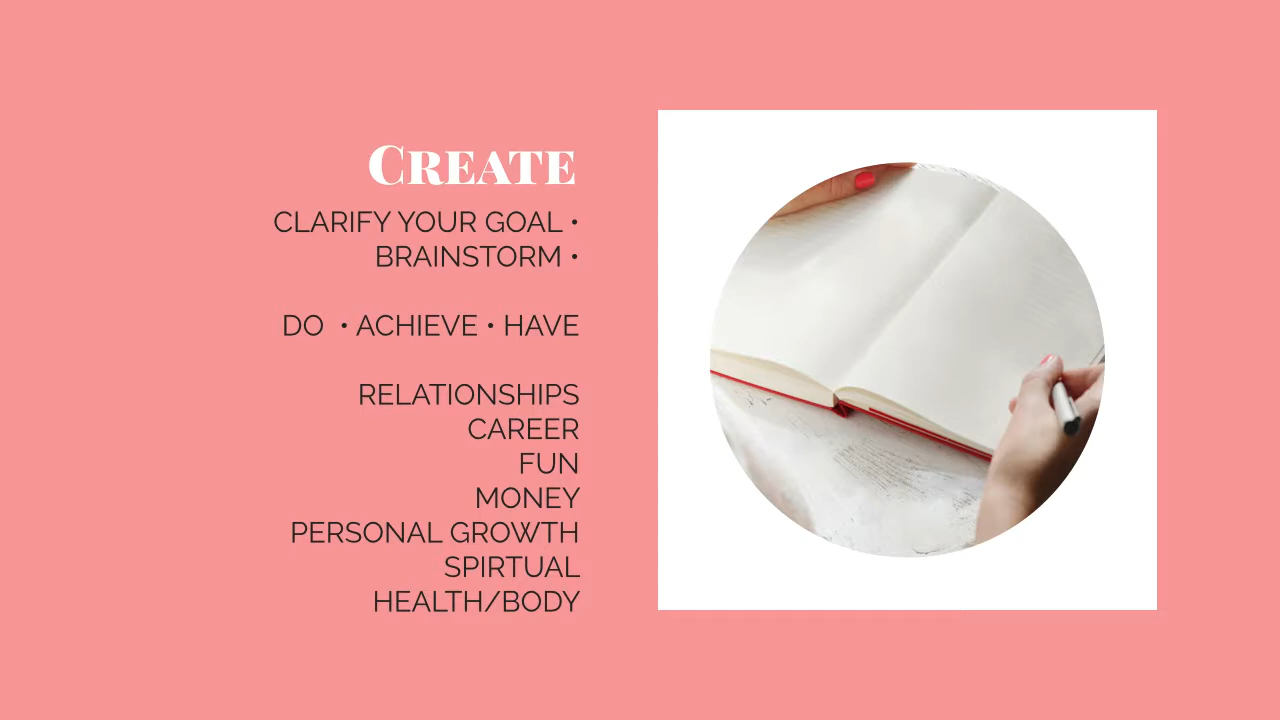 CREATE
CLARIFY YOUR GOAL •
BRAINSTORM •
DO • ACHIEVE • HAVE
RELATIONSHIPS
CAREER
FUN
MONEY
PERSONAL GROWTH
SPIRTUAL
HEALTH/BODY